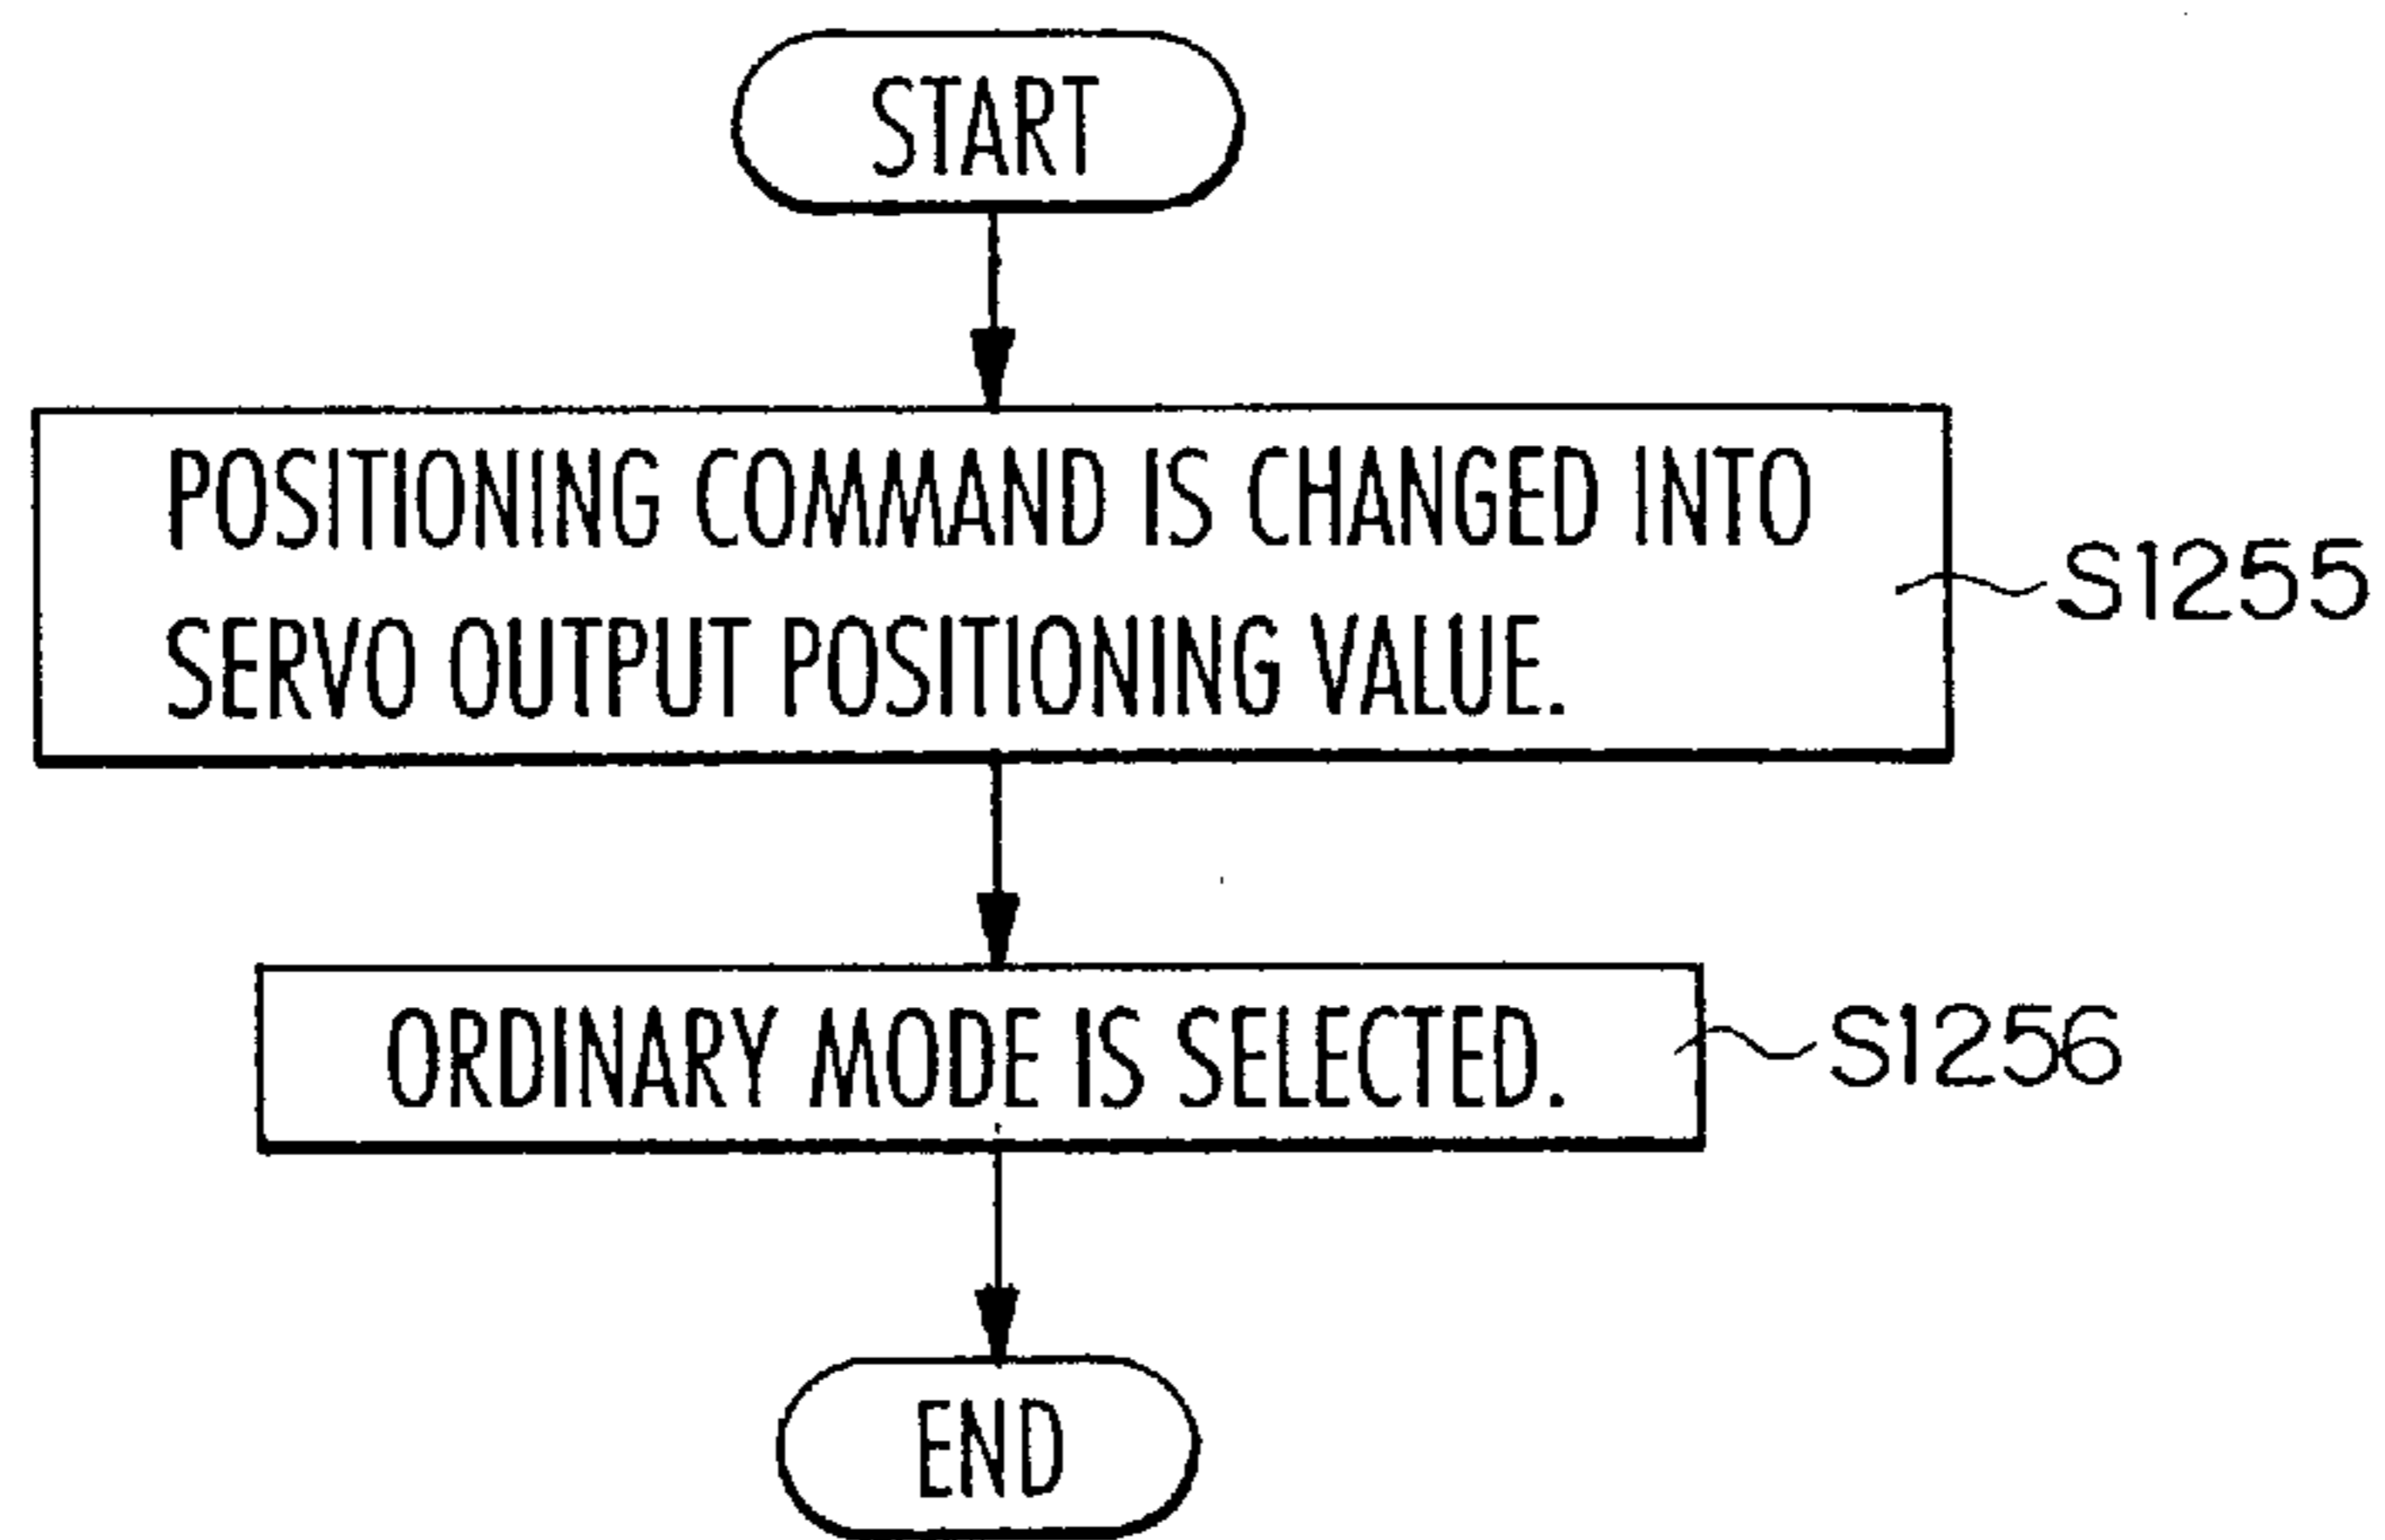 START
POSITIONING COMMAND IS CHANGED INTO
SERVO OUTPUT POSITIONING VALUE.
S1255
ORDINARY MODE IS SELECTED.
S1256
END